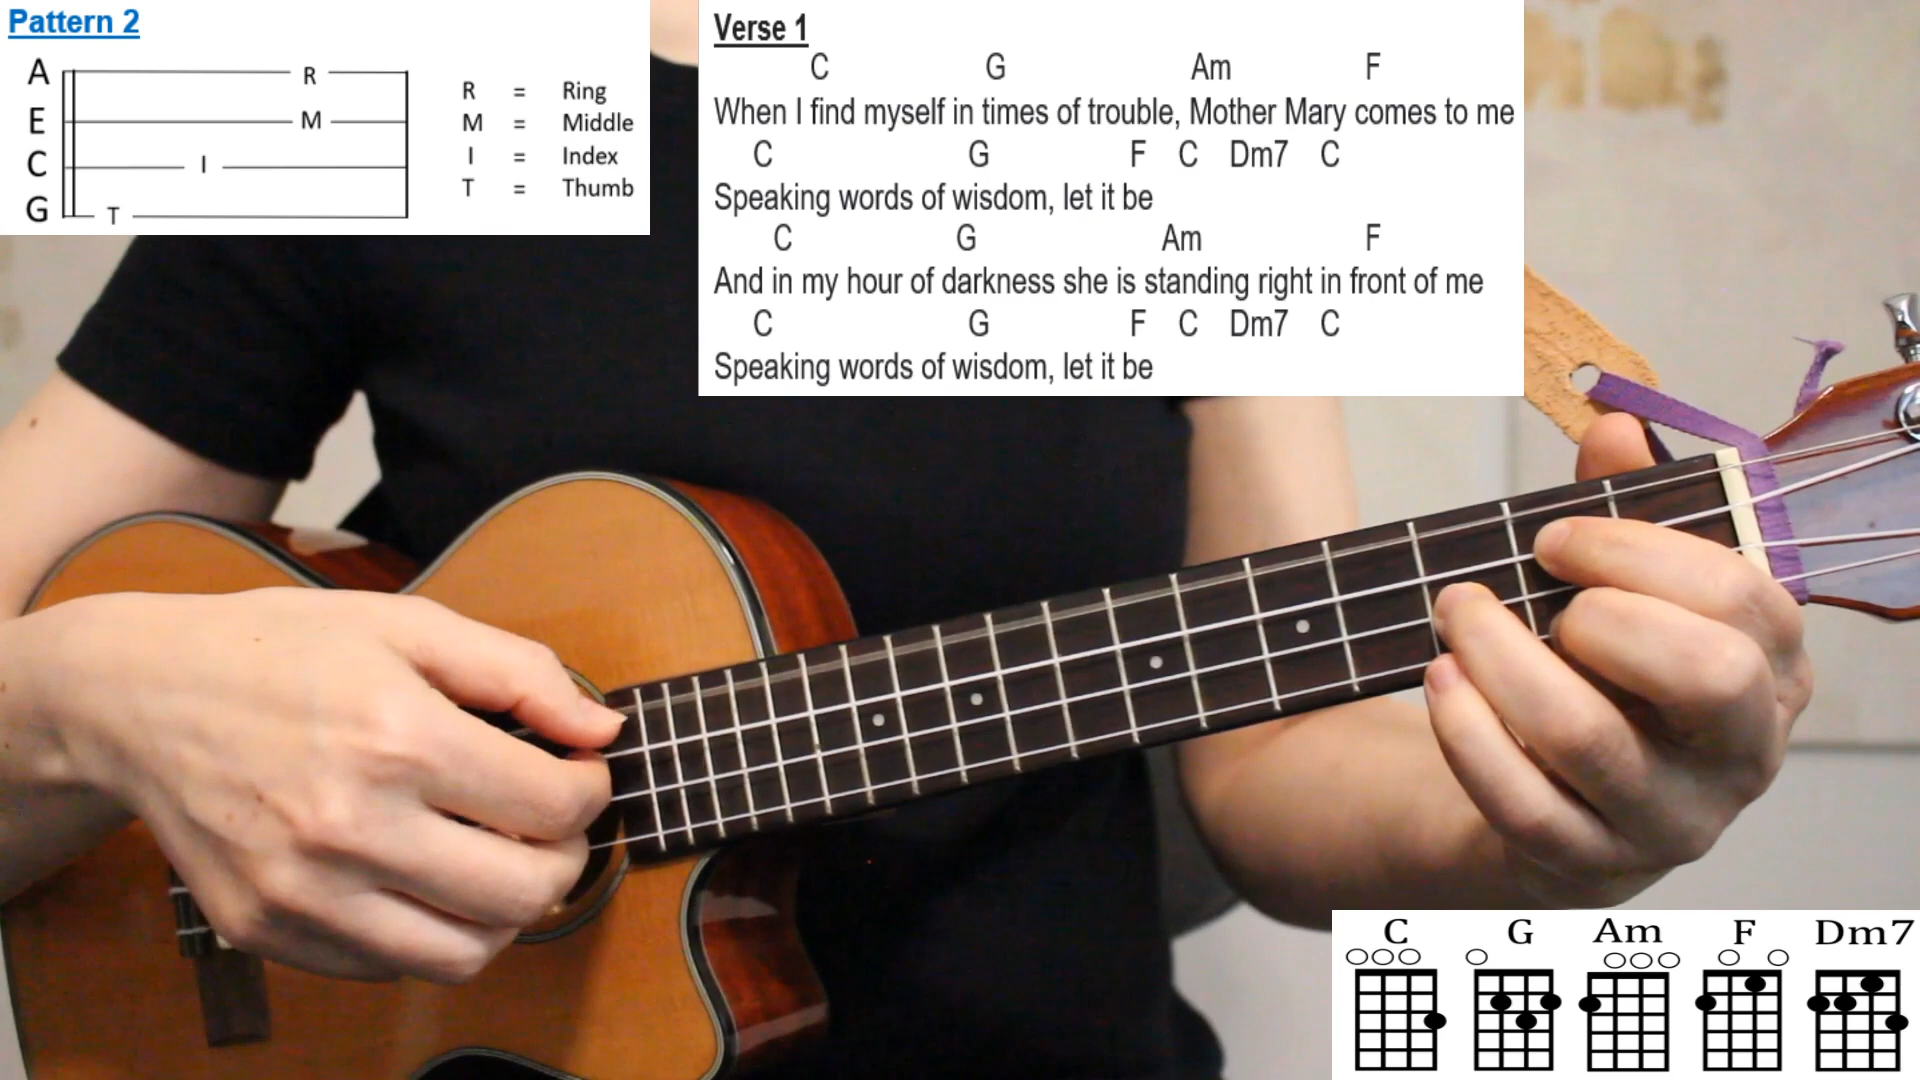 Pattern 2
A R
E M
C I
G T
R = Ring
M = Middle
I = Index
T = Thumb
Verse 1
C G Am F
When I find myself in times of trouble, Mother Mary comes to me
C G F C Dm7 C
Speaking words of wisdom, let it be
C G Am F
And in my hour of darkness she is standing right in front of me
C G F C Dm7 C
Speaking words of wisdom, let it be
C G Am F Dm7